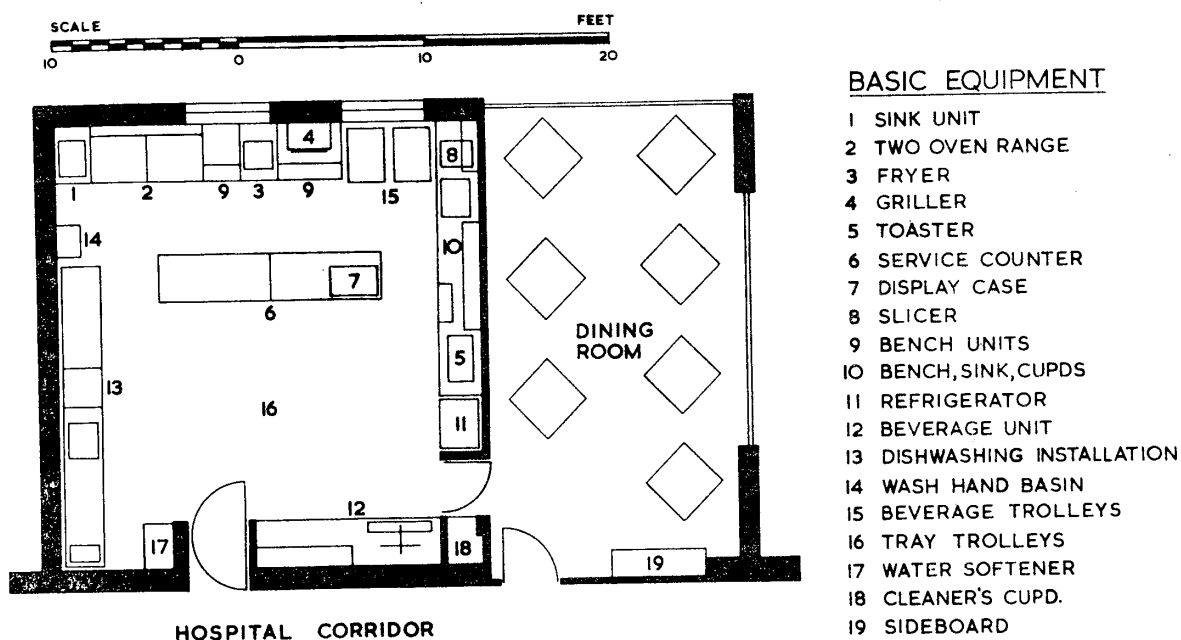 SCALE FEET
10 0 10 20
4
8
1 2 9 3 9 15
14
10
7
6
DINING
ROOM
5
13
16
11
12
17
18
19
HOSPITAL CORRIDOR
BASIC EQUIPMENT
1 SINK UNIT
2 TWO OVEN RANGE
3 FRYER
4 GRILLER
5 TOASTER
6 SERVICE COUNTER
7 DISPLAY CASE
8 SLICER
9 BENCH UNITS
10 BENCH, SINK, CUPDS
11 REFRIGERATOR
12 BEVERAGE UNIT
13 DISHWASHING INSTALLATION
14 WASH HAND BASIN
15 BEVERAGE TROLLEYS
16 TRAY TROLLEYS
17 WATER SOFTENER
18 CLEANER'S CUPD.
19 SIDEBOARD